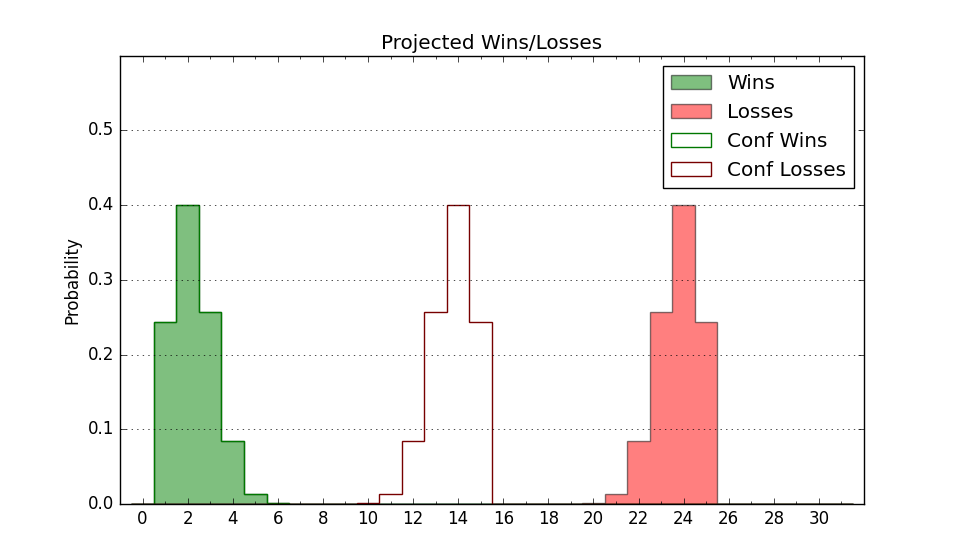 Projected Wins/Losses
Wins
Losses
Conf Wins
Conf Losses
Probability
0.5
0.4
0.3
0.2
0.1
0.0
0 2 4 6 8 10 12 14 16 18 20 22 24 26 28 30